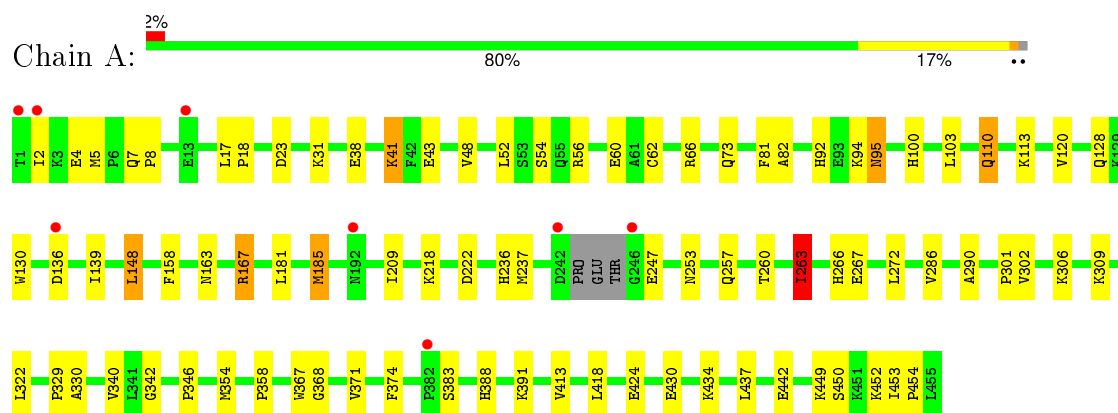 2%
Chain A:
80% 17% ••
T1 I2 K3 E4 M5 P6 Q7 P8 E13 L17 P18 D23 K31 E38 K41 F42 E43 V48 L52 S53 S54 Q55 R56 E60 A61 C62 R66 Q73 F81 A82 H92 E93 K94 N95 H100 L103 Q110 K113 V120 Q128 K129
W130 D136 I139 L148 F158 N163 R167 L181 M185 N192 I209 K218 D222 H236 M237 D242 PRO GLU THR G246 E247 N253 Q257 T260 I263 H266 E267 L272 V286 A290 P301 V302 K306 K309
L322 P329 A330 V340 L341 G342 P346 M354 P358 W367 G368 V371 F374 P382 S383 H388 K391 V413 L418 E424 E430 K434 L437 E442 K449 S450 K451 K452 I453 P454 L455